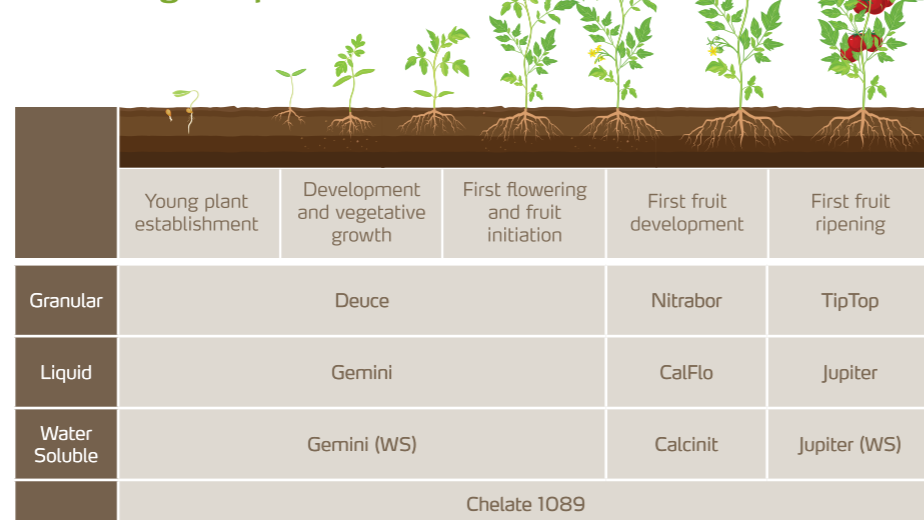 Young plant
establishment
Development
and vegetative
growth
First flowering
and fruit
initiation
First fruit
development
First fruit
ripening
Granular
Deuce
Nitrabor
TipTop
Liquid
Gemini
CalFlo
Jupiter
Water
Soluble
Gemini (WS)
Calcinit
Jupiter (WS)
Chelate 1089